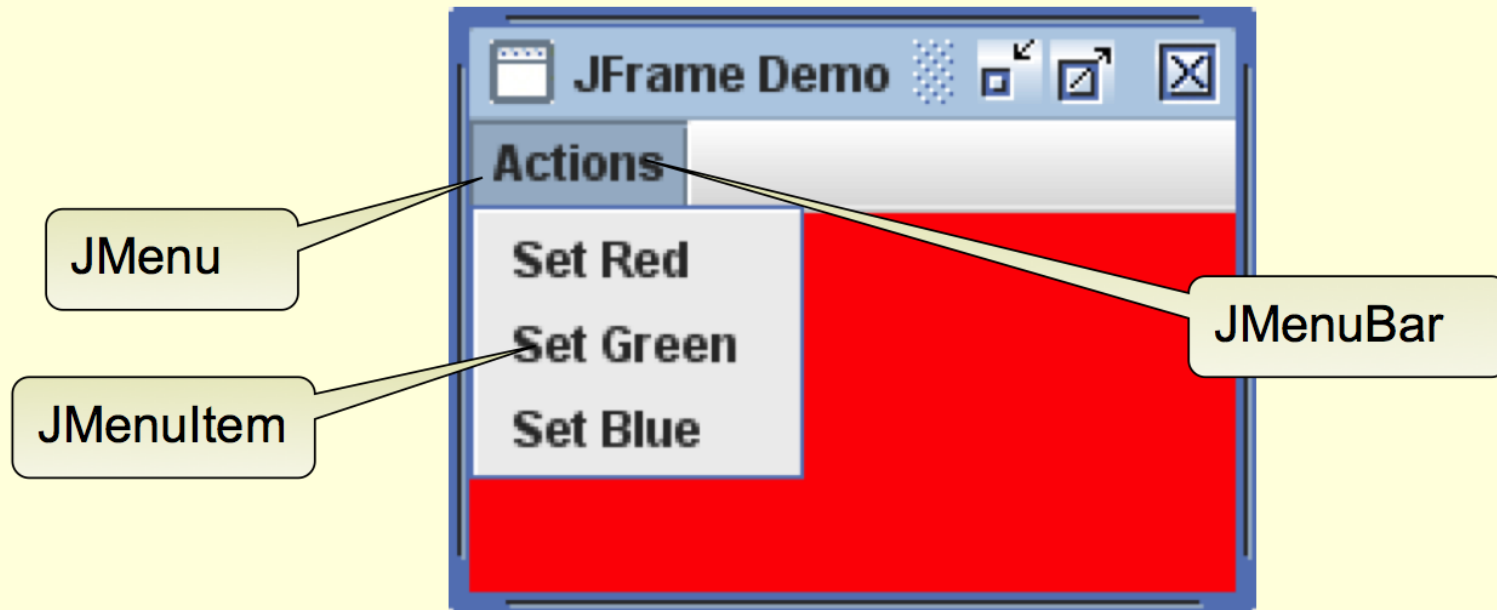 JFrame Demo
Actions
JMenu
Set Red
JMenuBar
Set Green
JMenuItem
Set Blue